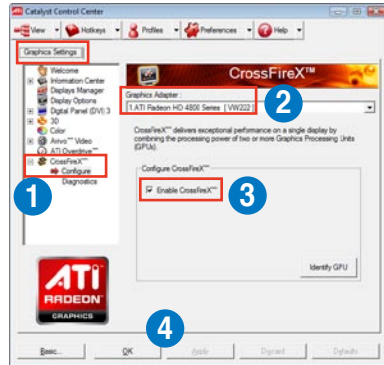 Catalyst Control Center
View Hotkeys Profiles Preferences Help
Graphics Settings
Welcome
Information Center
Displays Manager
Display Options
Digital Panel (DVI) 3
3D
Color
Avivo™ Video
ATI Overdrive™
CrossFireX™
Configure
Diagnostics
1
CrossFireX™
Graphics Adapter :
1.ATI Radeon HD 4800 Series [ VW222 ]
2
CrossFireX™ delivers exceptional performance on a single display by
combining the processing power of two or more Graphics Processing Units
(GPUs).
Configure CrossFireX™
Enable CrossFireX™
3
Identify GPU
ATI
RADEON
GRAPHICS
4
Basic... OK Apply Discard Defaults